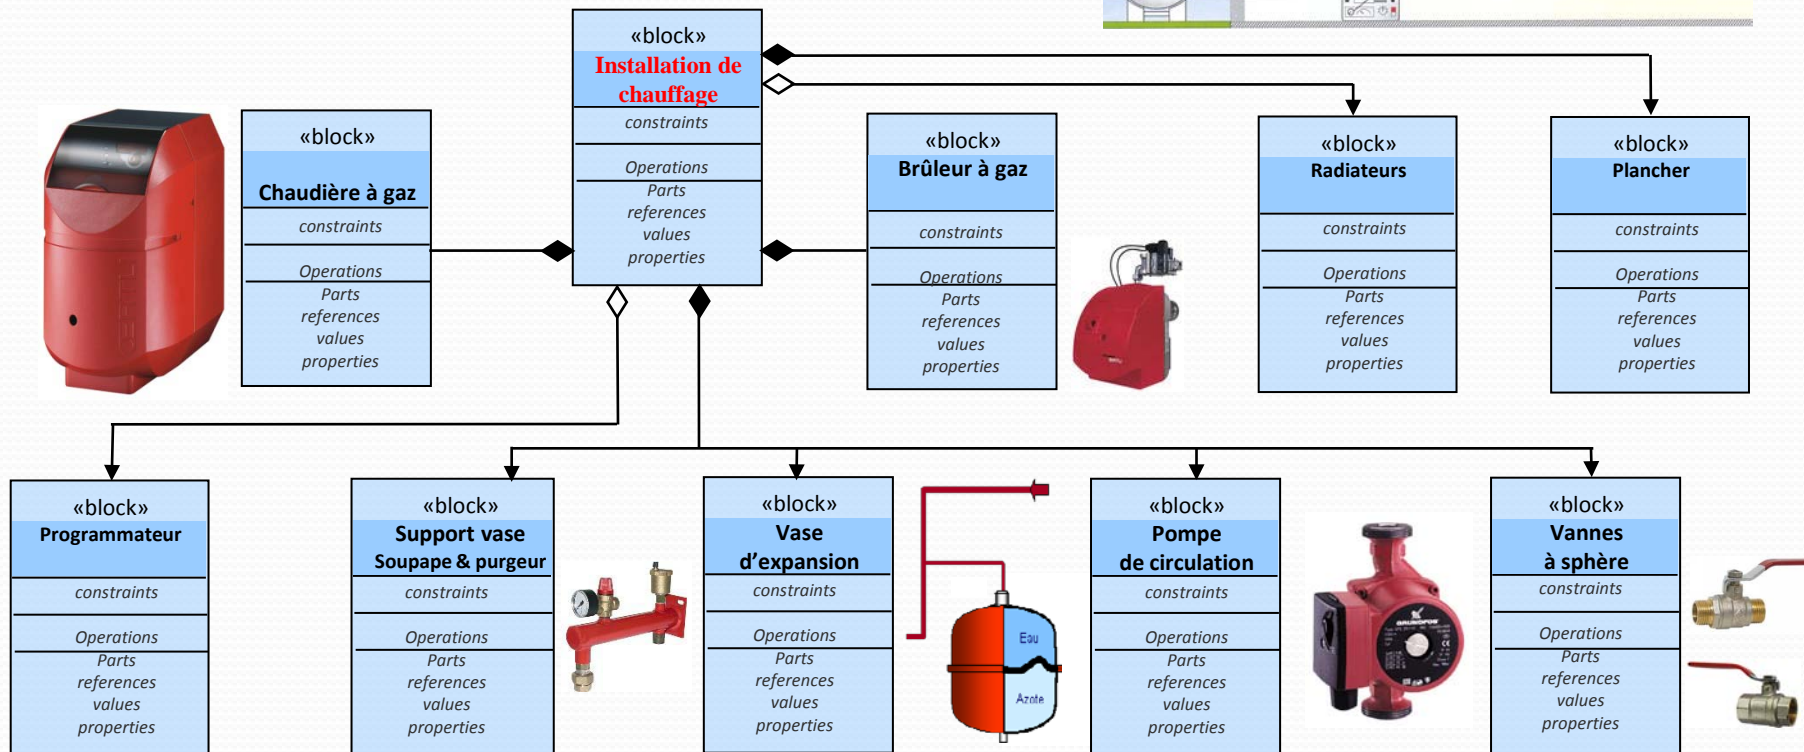 «block»
Installation de
chauffage
constraints
Operations
Parts
references
values
properties
«block»
Chaudière à gaz
constraints
Operations
Parts
references
values
properties
«block»
Brûleur à gaz
constraints
Operations
Parts
references
values
properties
«block»
Radiateurs
constraints
Operations
Parts
references
values
properties
«block»
Plancher
constraints
Operations
Parts
references
values
properties
OERTLI
«block»
Programmateur
constraints
Operations
Parts
references
values
properties
«block»
Support vase
Soupape & purgeur
constraints
Operations
Parts
references
values
properties
«block»
Vase
d’expansion
constraints
Operations
Parts
references
values
properties
Eau
Azote
«block»
Pompe
de circulation
constraints
Operations
Parts
references
values
properties
GRUNDFOS
«block»
Vannes
à sphère
constraints
Operations
Parts
references
values
properties